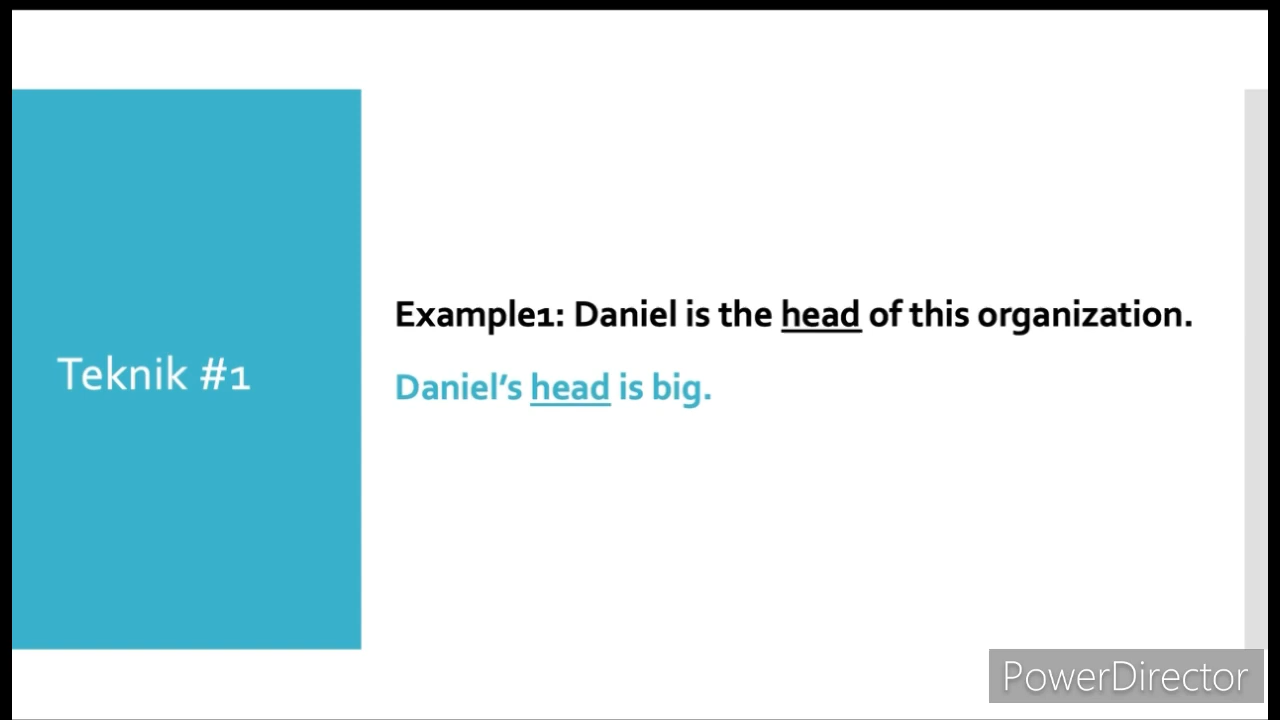 Teknik #1
Example1: Daniel is the head of this organization.
Daniel’s head is big.
PowerDirector